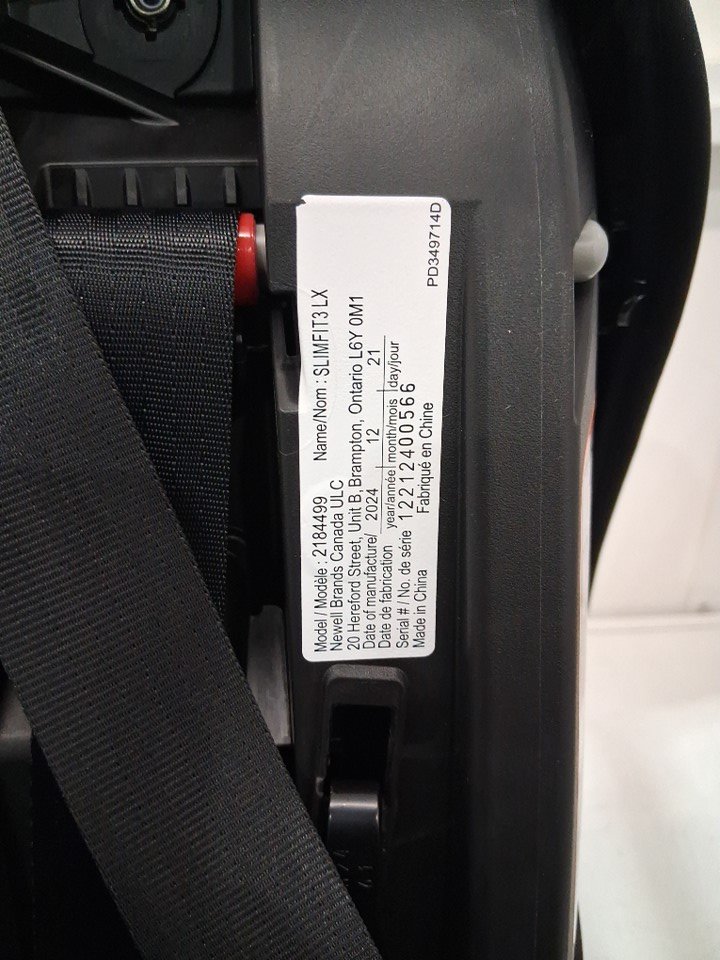 Model / Modèle : 2184499 Name/Nom : SLIMFIT3 LX
Newell Brands Canada ULC
20 Hereford Street, Unit B, Brampton, Ontario L6Y 0M1
Date of manufacture/ 2024 12 21
Date de fabrication year/année month/mois day/jour
Serial # / No. de série 12212400566
Made in China Fabriqué en Chine
PD349714D